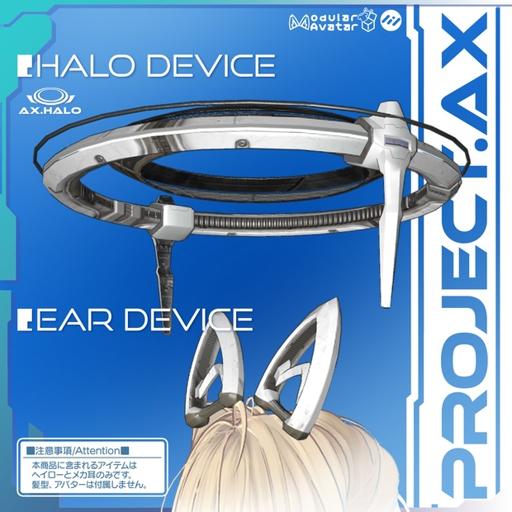 Modular
Avatar
HALO DEVICE
AX.HALO
PROJECT:AX
EAR DEVICE
■注意事項/Attention■
本商品に含まれるアイテムは
ヘイローとメカ耳のみです。
髪型、アバターは付属しません。